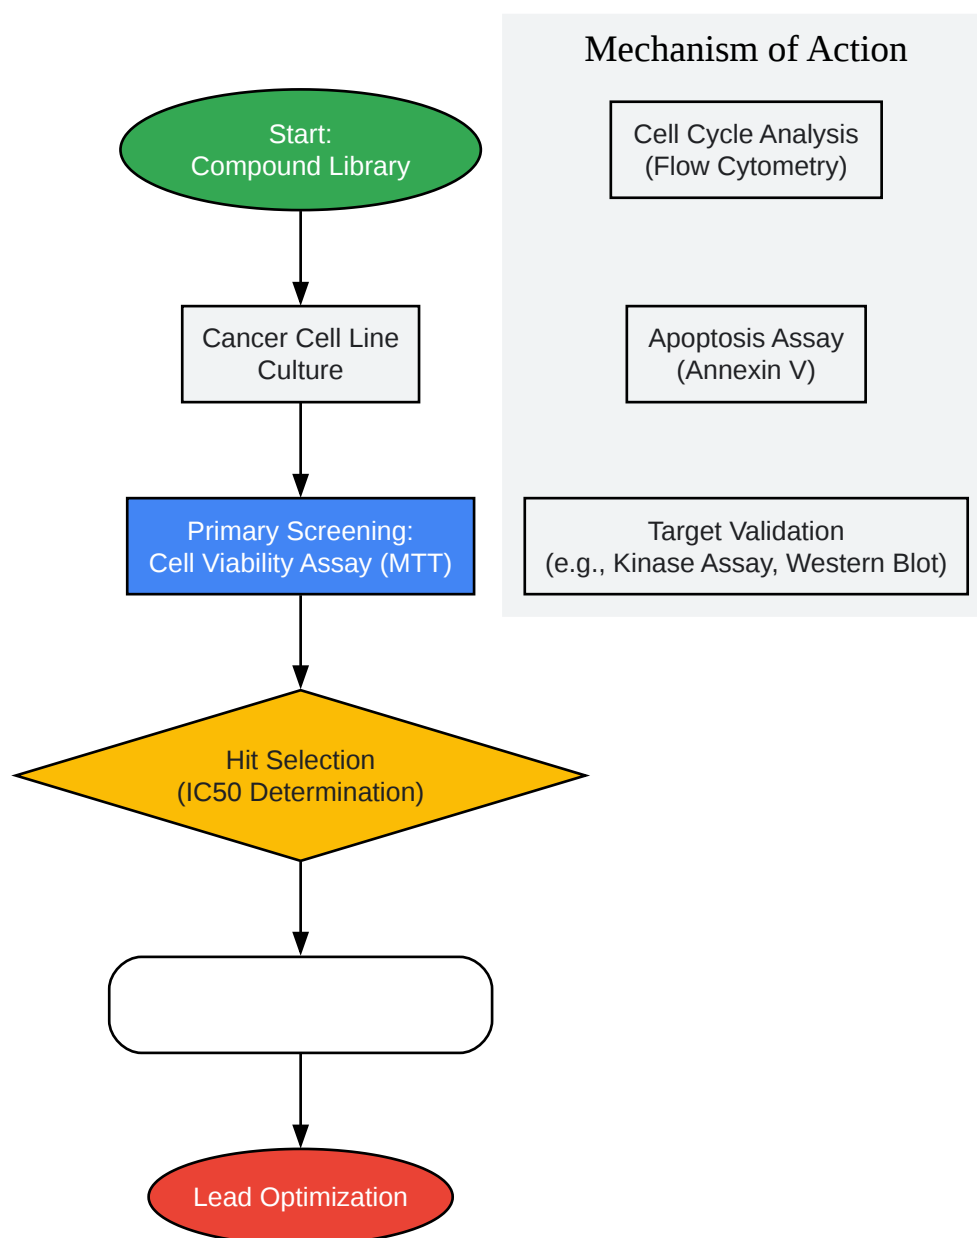 Mechanism of Action
Start:
Compound Library
Cell Cycle Analysis
(Flow Cytometry)
Cancer Cell Line
Culture
Apoptosis Assay
(Annexin V)
Primary Screening:
Cell Viability Assay (MTT)
Target Validation
(e.g., Kinase Assay, Western Blot)
Hit Selection
(IC50 Determination)
Lead Optimization